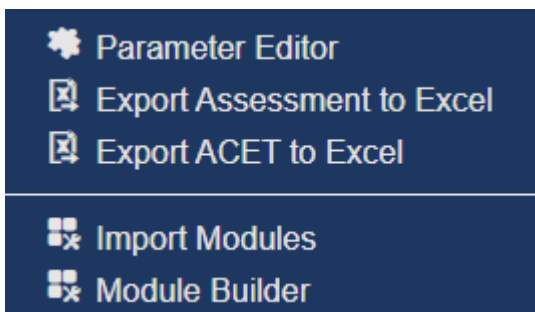 Parameter Editor
Export Assessment to Excel
Export ACET to Excel
Import Modules
Module Builder